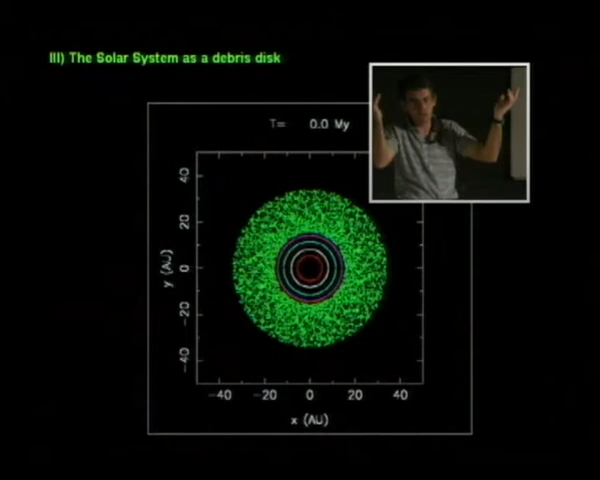 III) The Solar System as a debris disk
T= 0.0 My
40
20
0
-20
-40
y (AU)
-40 -20 0 20 40
x (AU)